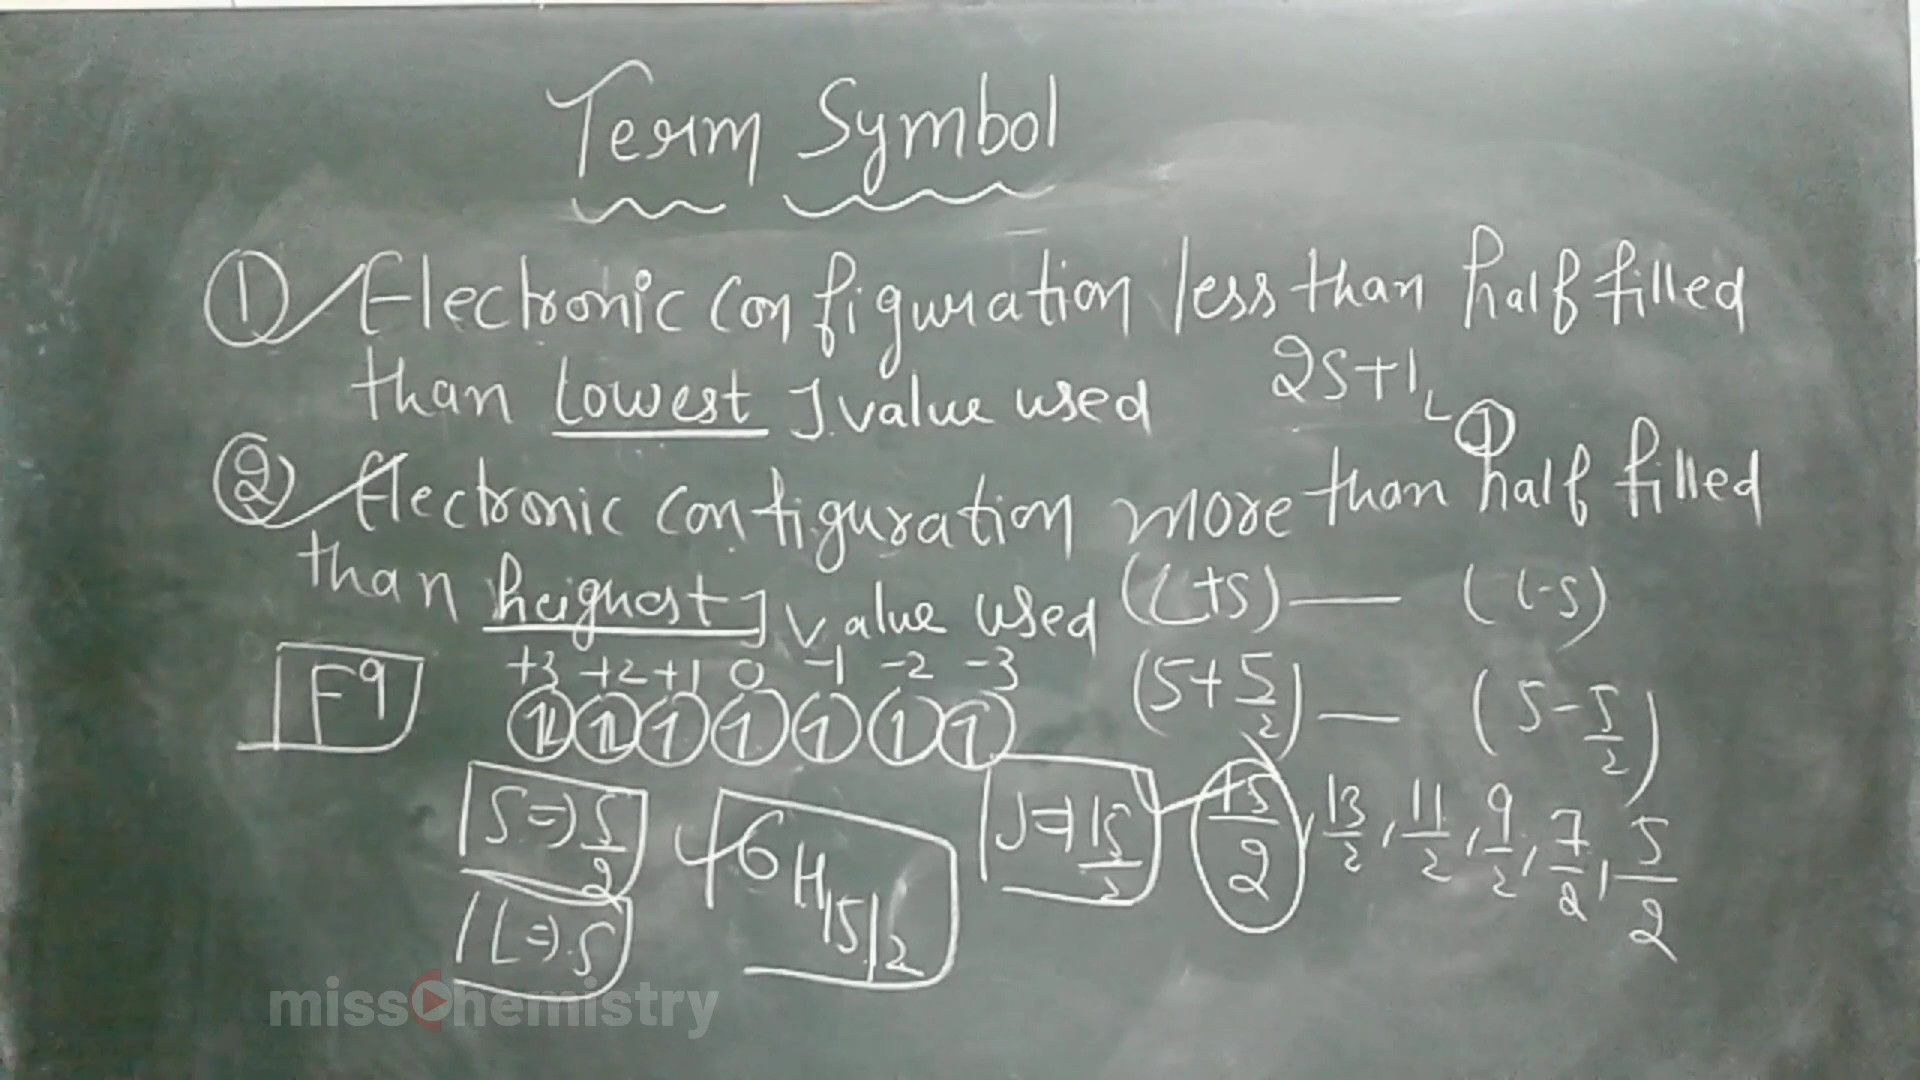 Term Symbol
① Electronic configuration less than half filled
than lowest J value used 2S+1 L J
② Electronic configuration more than half filled
than heighest J value used (L+S) — (L-S)
F⁹ +3 +2 +1 0 -1 -2 -3 (5+5/2) — (5-5/2)
S⇒5/2 ⁶H15/2 J⇒15/2 15/2, 13/2, 11/2, 9/2, 7/2, 5/2
L⇒5
missChemistry